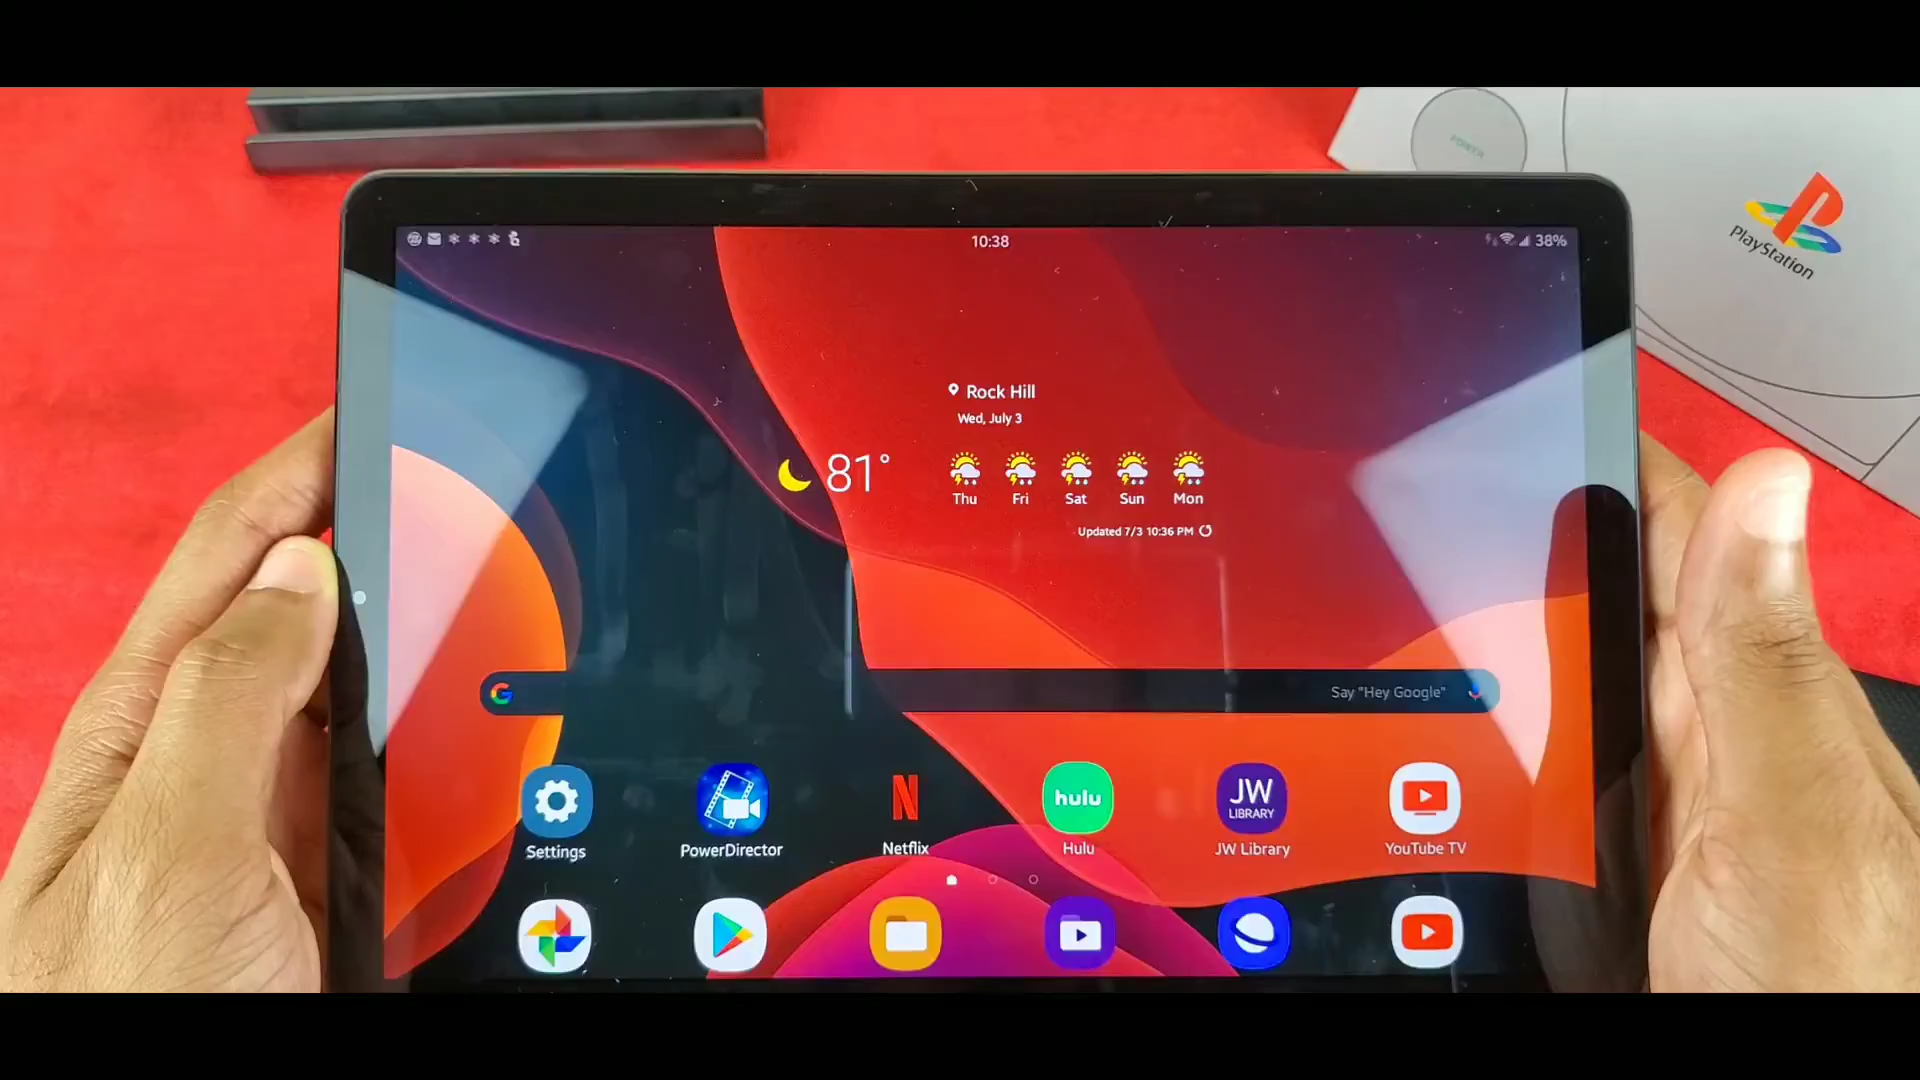 POWER
PlayStation
10:38
38%
Rock Hill
Wed, July 3
81°
Thu Fri Sat Sun Mon
Updated 7/3 10:36 PM
G Say "Hey Google"
N hulu JW LIBRARY
Settings PowerDirector Netflix Hulu JW Library YouTube TV